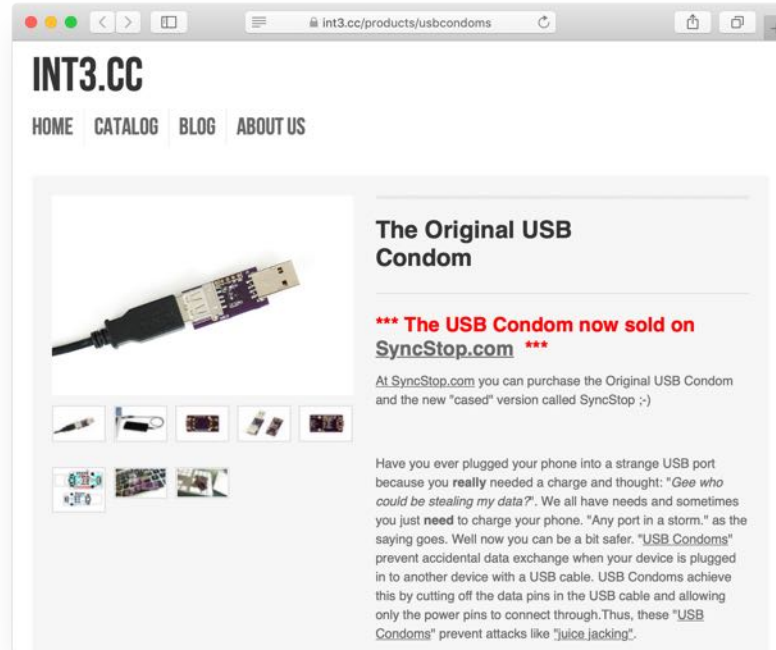 int3.cc/products/usbcondoms
INT3.CC
HOME CATALOG BLOG ABOUT US
The Original USB
Condom
*** The USB Condom now sold on
SyncStop.com ***
At SyncStop.com you can purchase the Original USB Condom
and the new "cased" version called SyncStop ;-)
Have you ever plugged your phone into a strange USB port
because you really needed a charge and thought: "Gee who
could be stealing my data?". We all have needs and sometimes
you just need to charge your phone. "Any port in a storm." as the
saying goes. Well now you can be a bit safer. "USB Condoms"
prevent accidental data exchange when your device is plugged
in to another device with a USB cable. USB Condoms achieve
this by cutting off the data pins in the USB cable and allowing
only the power pins to connect through.Thus, these "USB
Condoms" prevent attacks like "juice jacking".